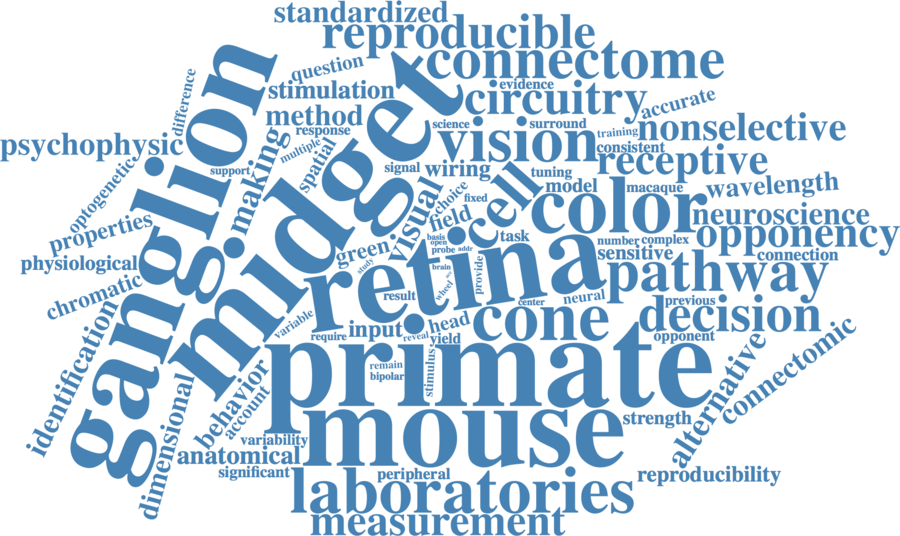 standardized
reproducible
connectome
question
evidence
stimulation
circuitry
accurate
difference
method
response
science
surround
training
nonselective
psychophysic
ganglion
midget
multiple
spatial
vision
consistent
support
making
signal
wiring
tuning
receptive
optogenetic
choice
fixed
model
macaque
wavelength
properties
visual
field
cell
color
neuroscience
green
basis
open
probe
addr
task
number
complex
opponency
physiological
study
brain
retina
sensitive
connection
chromatic
result
wheel
provide
center
neural
pathway
previous
variable
input
head
cone
decision
identification
require
reveal
yield
opponent
primate
remain
bipolar
stimulus
alternative
connectomic
behavior
account
dimensional
mouse
strength
variability
anatomical
significant
peripheral
reproducibility
laboratories
measurement